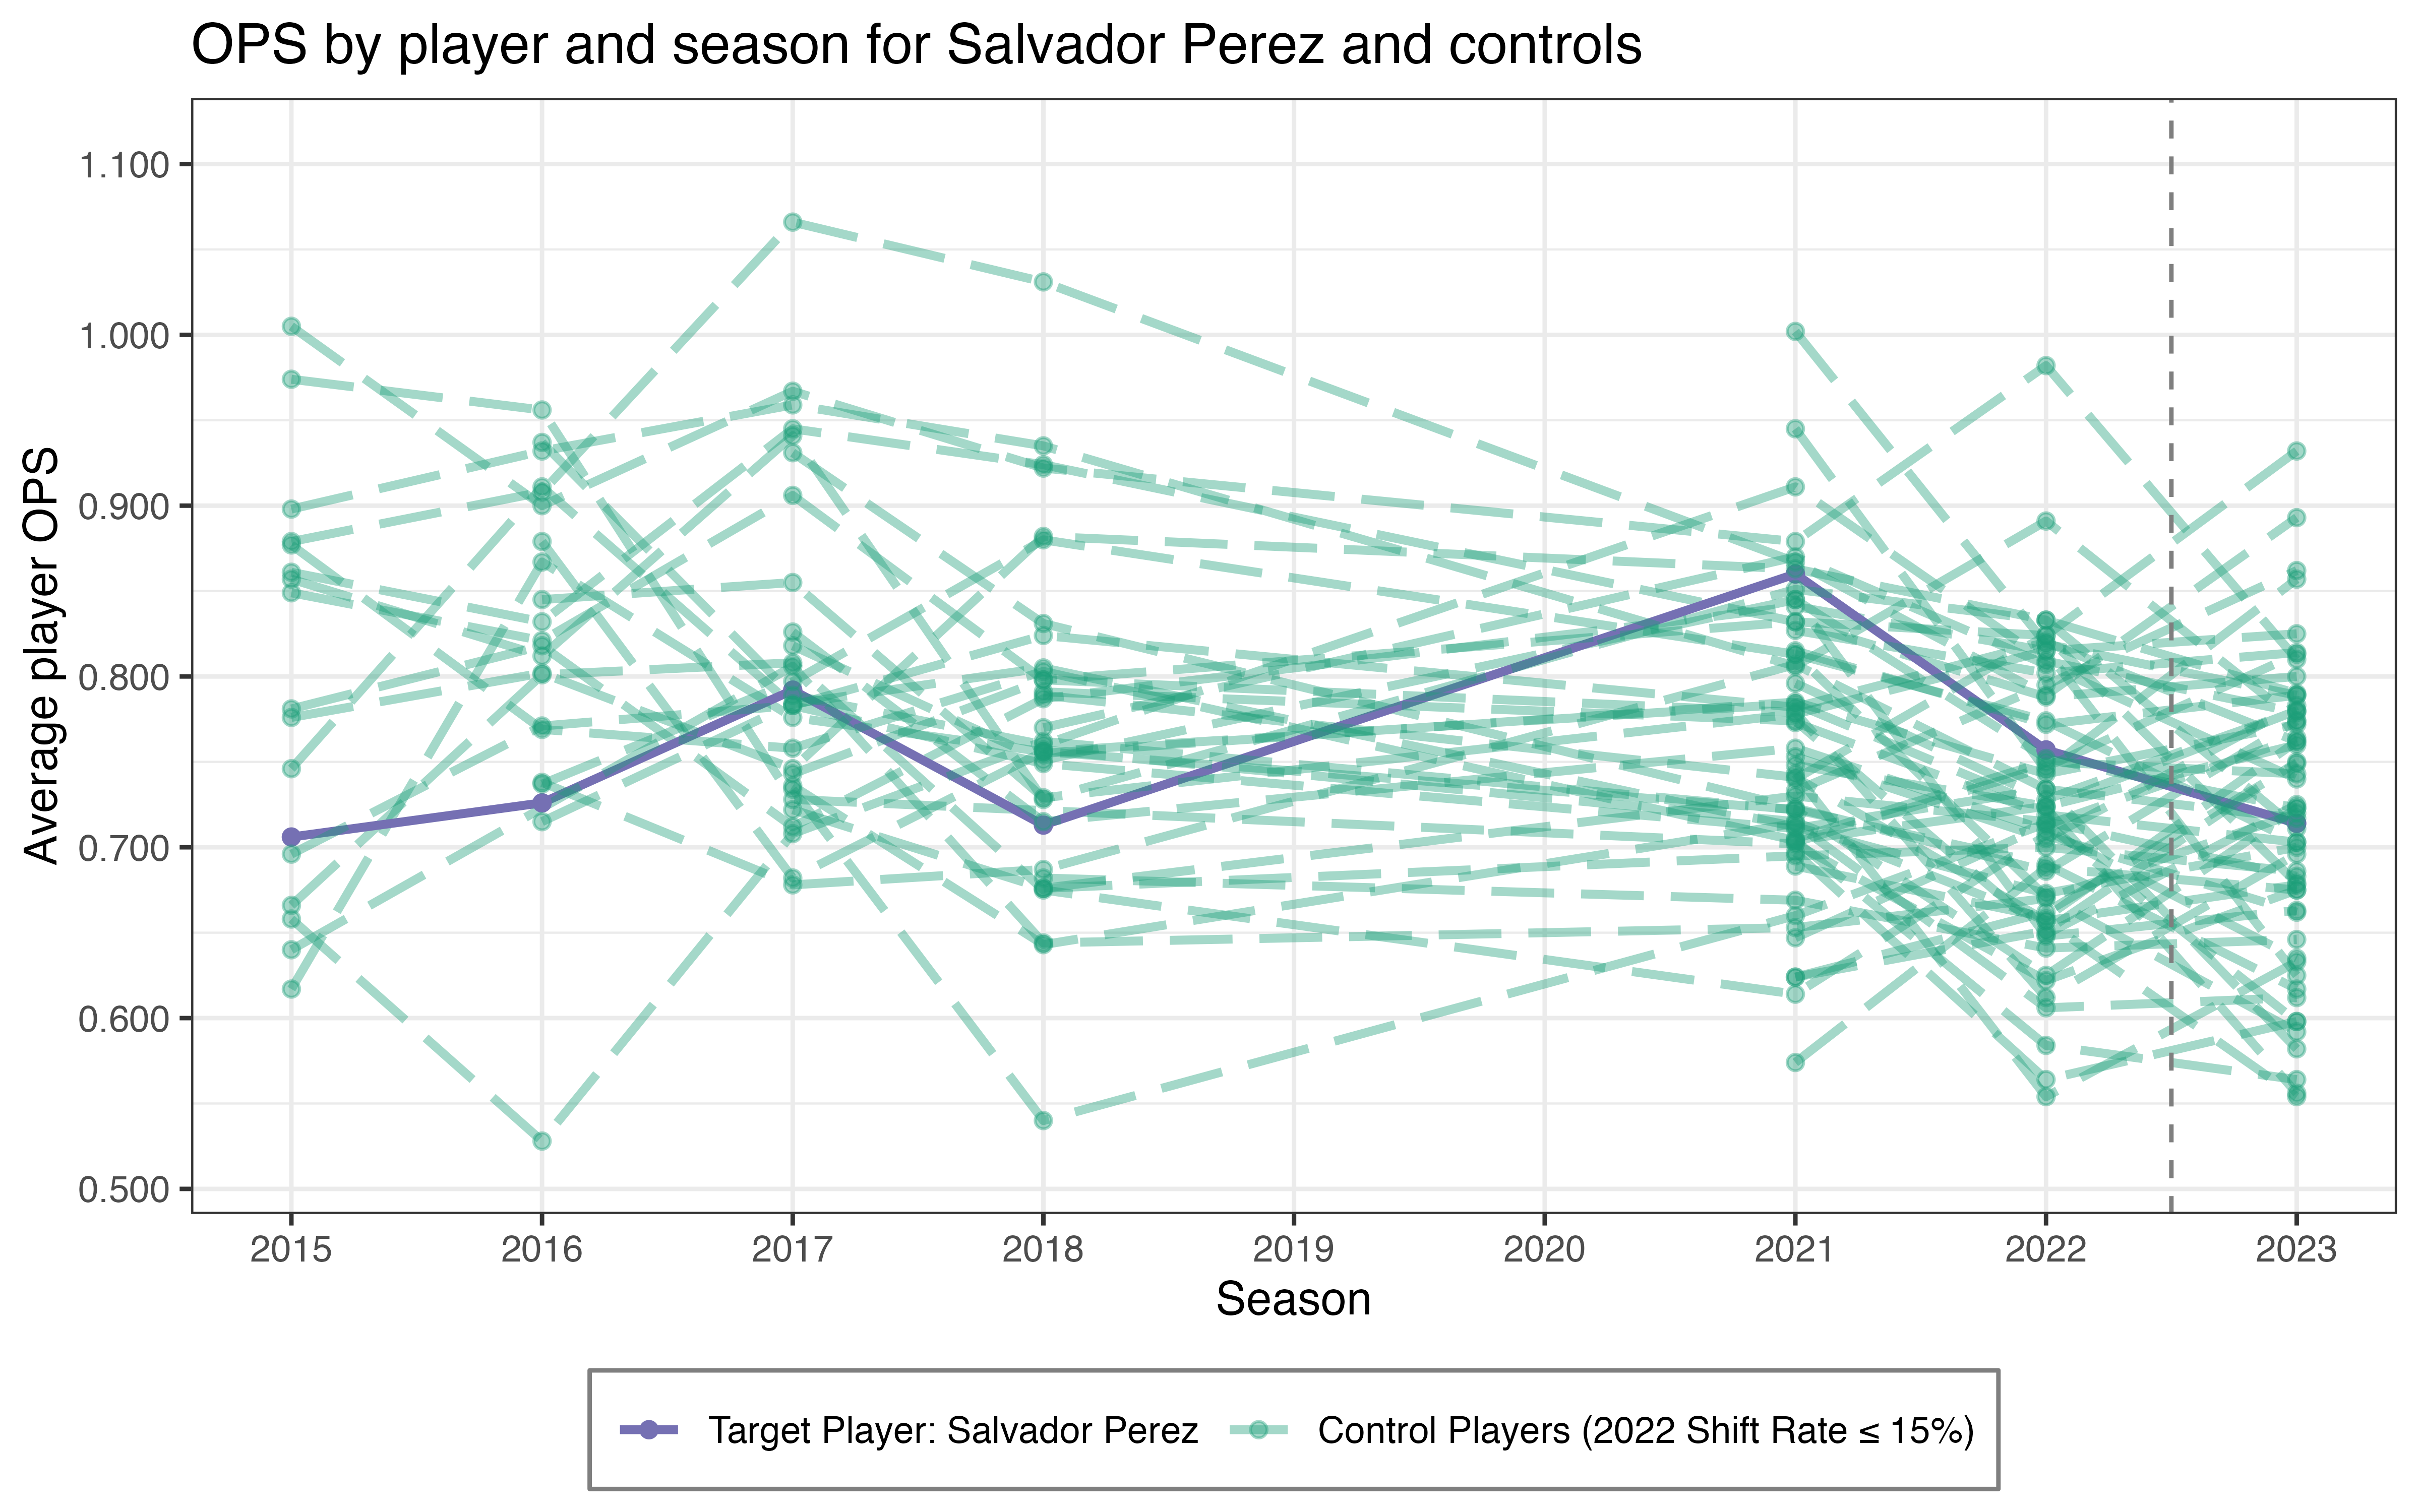 OPS by player and season for Salvador Perez and controls
Average player OPS
1.100
1.000
0.900
0.800
0.700
0.600
0.500
2015 2016 2017 2018 2019 2020 2021 2022 2023
Season
Target Player: Salvador Perez Control Players (2022 Shift Rate ≤ 15%)